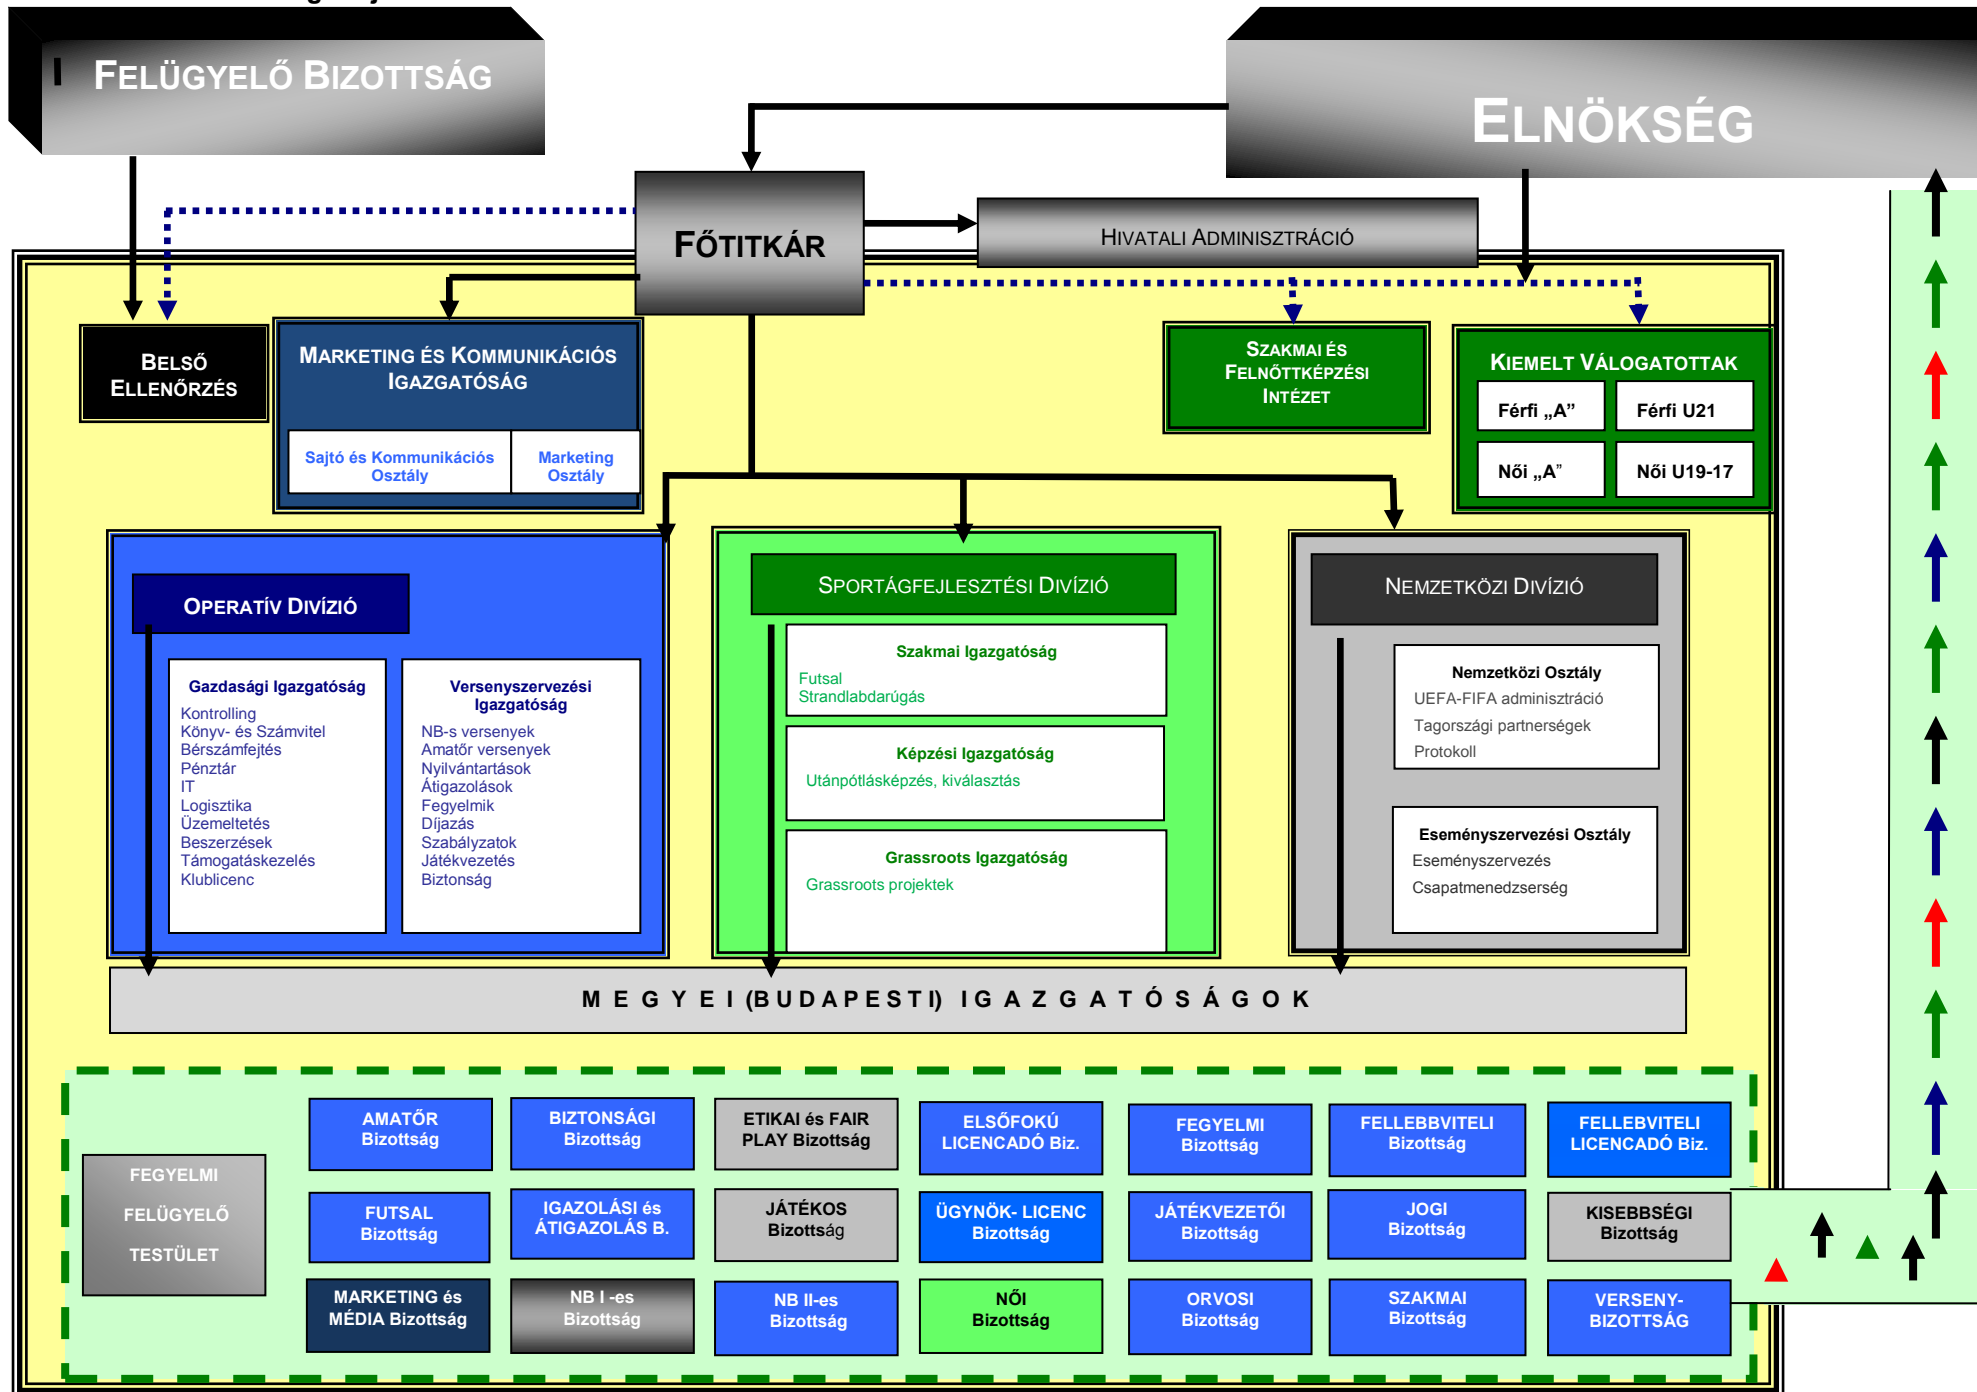 FELÜGYELŐ BIZOTTSÁG
ELNÖKSÉG
FŐTITKÁR
HIVATALI ADMINISZTRÁCIÓ
BELSŐ
ELLENŐRZÉS
MARKETING ÉS KOMMUNIKÁCIÓS
IGAZGATÓSÁG
Sajtó és Kommunikációs
Osztály
Marketing
Osztály
SZAKMAI ÉS
FELNŐTTKÉPZÉSI
INTÉZET
KIEMELT VÁLOGATOTTAK
Férfi „A”
Férfi U21
Női „A”
Női U19-17
OPERATÍV DIVÍZIÓ
Gazdasági Igazgatóság
Kontrolling
Könyv- és Számvitel
Bérszámfejtés
Pénztár
IT
Logisztika
Üzemeltetés
Beszerzések
Támogatáskezelés
Klublicenc
Versenyszervezési
Igazgatóság
NB-s versenyek
Amatőr versenyek
Nyilvántartások
Átigazolások
Fegyelmik
Díjazás
Szabályzatok
Játékvezetés
Biztonság
SPORTÁGFEJLESZTÉSI DIVÍZIÓ
Szakmai Igazgatóság
Futsal
Strandlabdarúgás
Képzési Igazgatóság
Utánpótlásképzés, kiválasztás
Grassroots Igazgatóság
Grassroots projektek
NEMZETKÖZI DIVÍZIÓ
Nemzetközi Osztály
UEFA-FIFA adminisztráció
Tagországi partnerségek
Protokoll
Eseményszervezési Osztály
Eseményszervezés
Csapatmenedzserség
MEGYEI (BUDAPESTI) IGAZGATÓSÁGOK
FEGYELMI
FELÜGYELŐ
TESTÜLET
AMATŐR
Bizottság
BIZTONSÁGI
Bizottság
ETIKAI és FAIR
PLAY Bizottság
ELSŐFOKÚ
LICENCADÓ Biz.
FEGYELMI
Bizottság
FELLEBBVITELI
Bizottság
FELLEBVITELI
LICENCADÓ Biz.
FUTSAL
Bizottság
IGAZOLÁSI és
ÁTIGAZOLÁS B.
JÁTÉKOS
Bizottság
ÜGYNÖK- LICENC
Bizottság
JÁTÉKVEZETŐI
Bizottság
JOGI
Bizottság
KISEBBSÉGI
Bizottság
MARKETING és
MÉDIA Bizottság
NB I -es
Bizottság
NB II-es
Bizottság
NŐI
Bizottság
ORVOSI
Bizottság
SZAKMAI
Bizottság
VERSENY-
BIZOTTSÁG